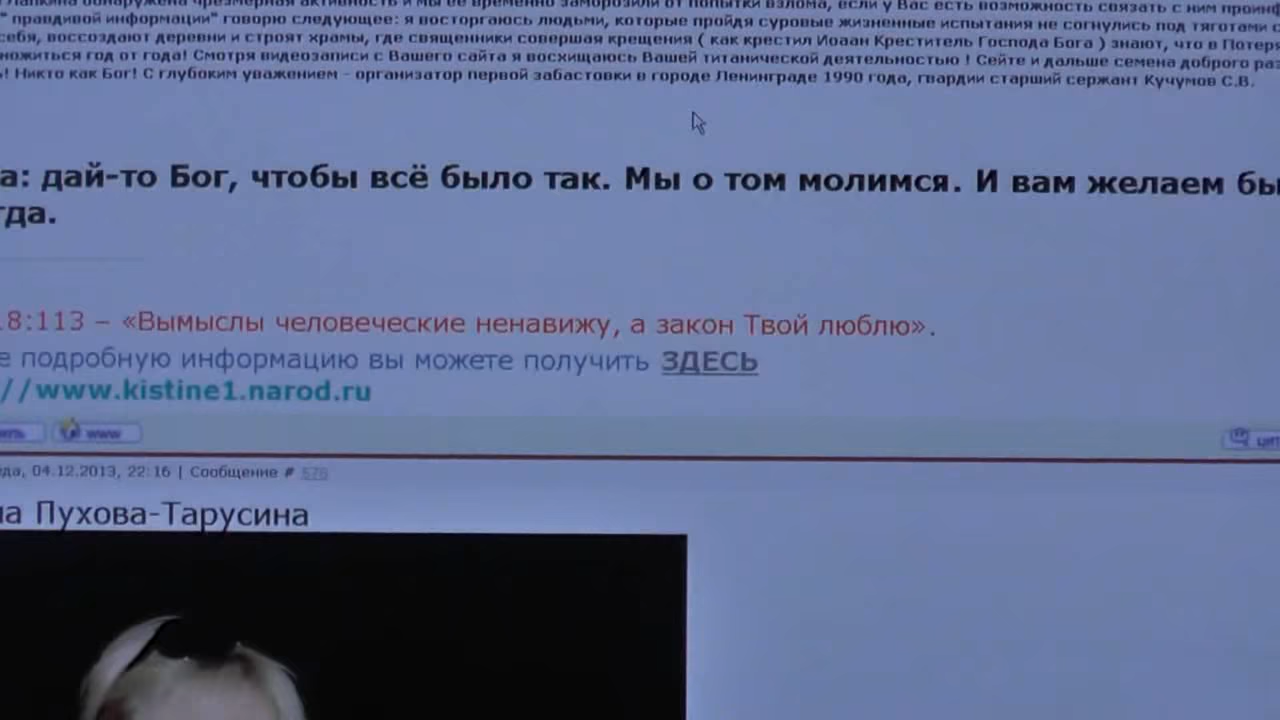 обнаружена чрезмерная активность и мы её временно заморозили от попытки взлома, если у Вас есть возможность связать с ним
" правдивой информации" говорю следующее: я восторгаюсь людьми, которые пройдя суровые жизненные испытания не согнулись под тяготами
себя, воссоздают деревни и строят храмы, где священники совершая крещения ( как крестил Иоаан Креститель Господа Бога ) знают, что в
ножиться год от года! Смотря видеозаписи с Вашего сайта я восхищаюсь Вашей титанической деятельностью ! Сейте и дальше семена доброго
! Никто как Бог! С глубоким уважением - организатор первой забастовки в городе Ленинграде 1990 года, гвардии старший сержант Кучумов С.В.
а: дай-то Бог, чтобы всё было так. Мы о том молимся. И вам желаем
гда.
8:113 – «Вымыслы человеческие ненавижу, а закон Твой люблю».
е подробную информацию вы можете получить ЗДЕСЬ
//www.kistine1.narod.ru
www
да, 04.12.2013, 22:16 | Сообщение # 576
на Пухова-Тарусина